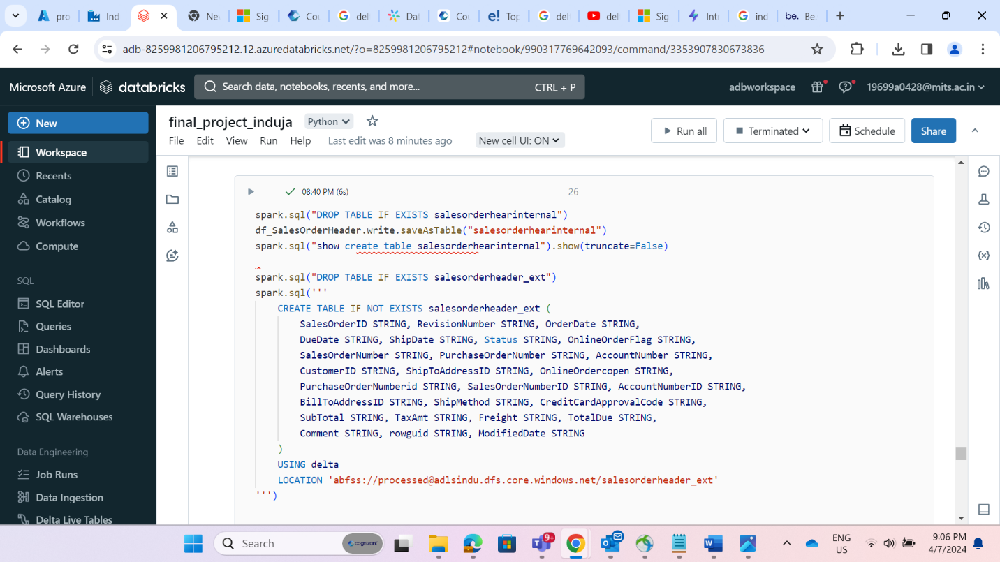 pro
Ind
Nev
Sig
Cou
del
Dat
Cou
Top
delt
del
Sig
Intr
ind
be. Be.
adb-8259981206795212.12.azuredatabricks.net/?o=8259981206795212#notebook/990317769642093/command/3353907830673836
Microsoft Azure databricks Search data, notebooks, recents, and more... CTRL + P adbworkspace 19699a0428@mits.ac.in
New
Workspace
Recents
Catalog
Workflows
Compute
SQL
SQL Editor
Queries
Dashboards
Alerts
Query History
SQL Warehouses
Data Engineering
Job Runs
Data Ingestion
Delta Live Tables
final_project_induja Python
File Edit View Run Help Last edit was 8 minutes ago New cell UI: ON
Run all Terminated Schedule Share
08:40 PM (6s) 26
spark.sql("DROP TABLE IF EXISTS salesorderhearinternal")
df_SalesOrderHeader.write.saveAsTable("salesorderhearinternal")
spark.sql("show create table salesorderhearinternal").show(truncate=False)
spark.sql("DROP TABLE IF EXISTS salesorderheader_ext")
spark.sql('''
CREATE TABLE IF NOT EXISTS salesorderheader_ext (
SalesOrderID STRING, RevisionNumber STRING, OrderDate STRING,
DueDate STRING, ShipDate STRING, Status STRING, OnlineOrderFlag STRING,
SalesOrderNumber STRING, PurchaseOrderNumber STRING, AccountNumber STRING,
CustomerID STRING, ShipToAddressID STRING, OnlineOrdercopen STRING,
PurchaseOrderNumberid STRING, SalesOrderNumberID STRING, AccountNumberID STRING,
BillToAddressID STRING, ShipMethod STRING, CreditCardApprovalCode STRING,
SubTotal STRING, TaxAmt STRING, Freight STRING, TotalDue STRING,
Comment STRING, rowguid STRING, ModifiedDate STRING
)
USING delta
LOCATION 'abfss://processed@adlsindu.dfs.core.windows.net/salesorderheader_ext'
''')
Search cognizant 9+
ENG
US
9:06 PM
4/7/2024